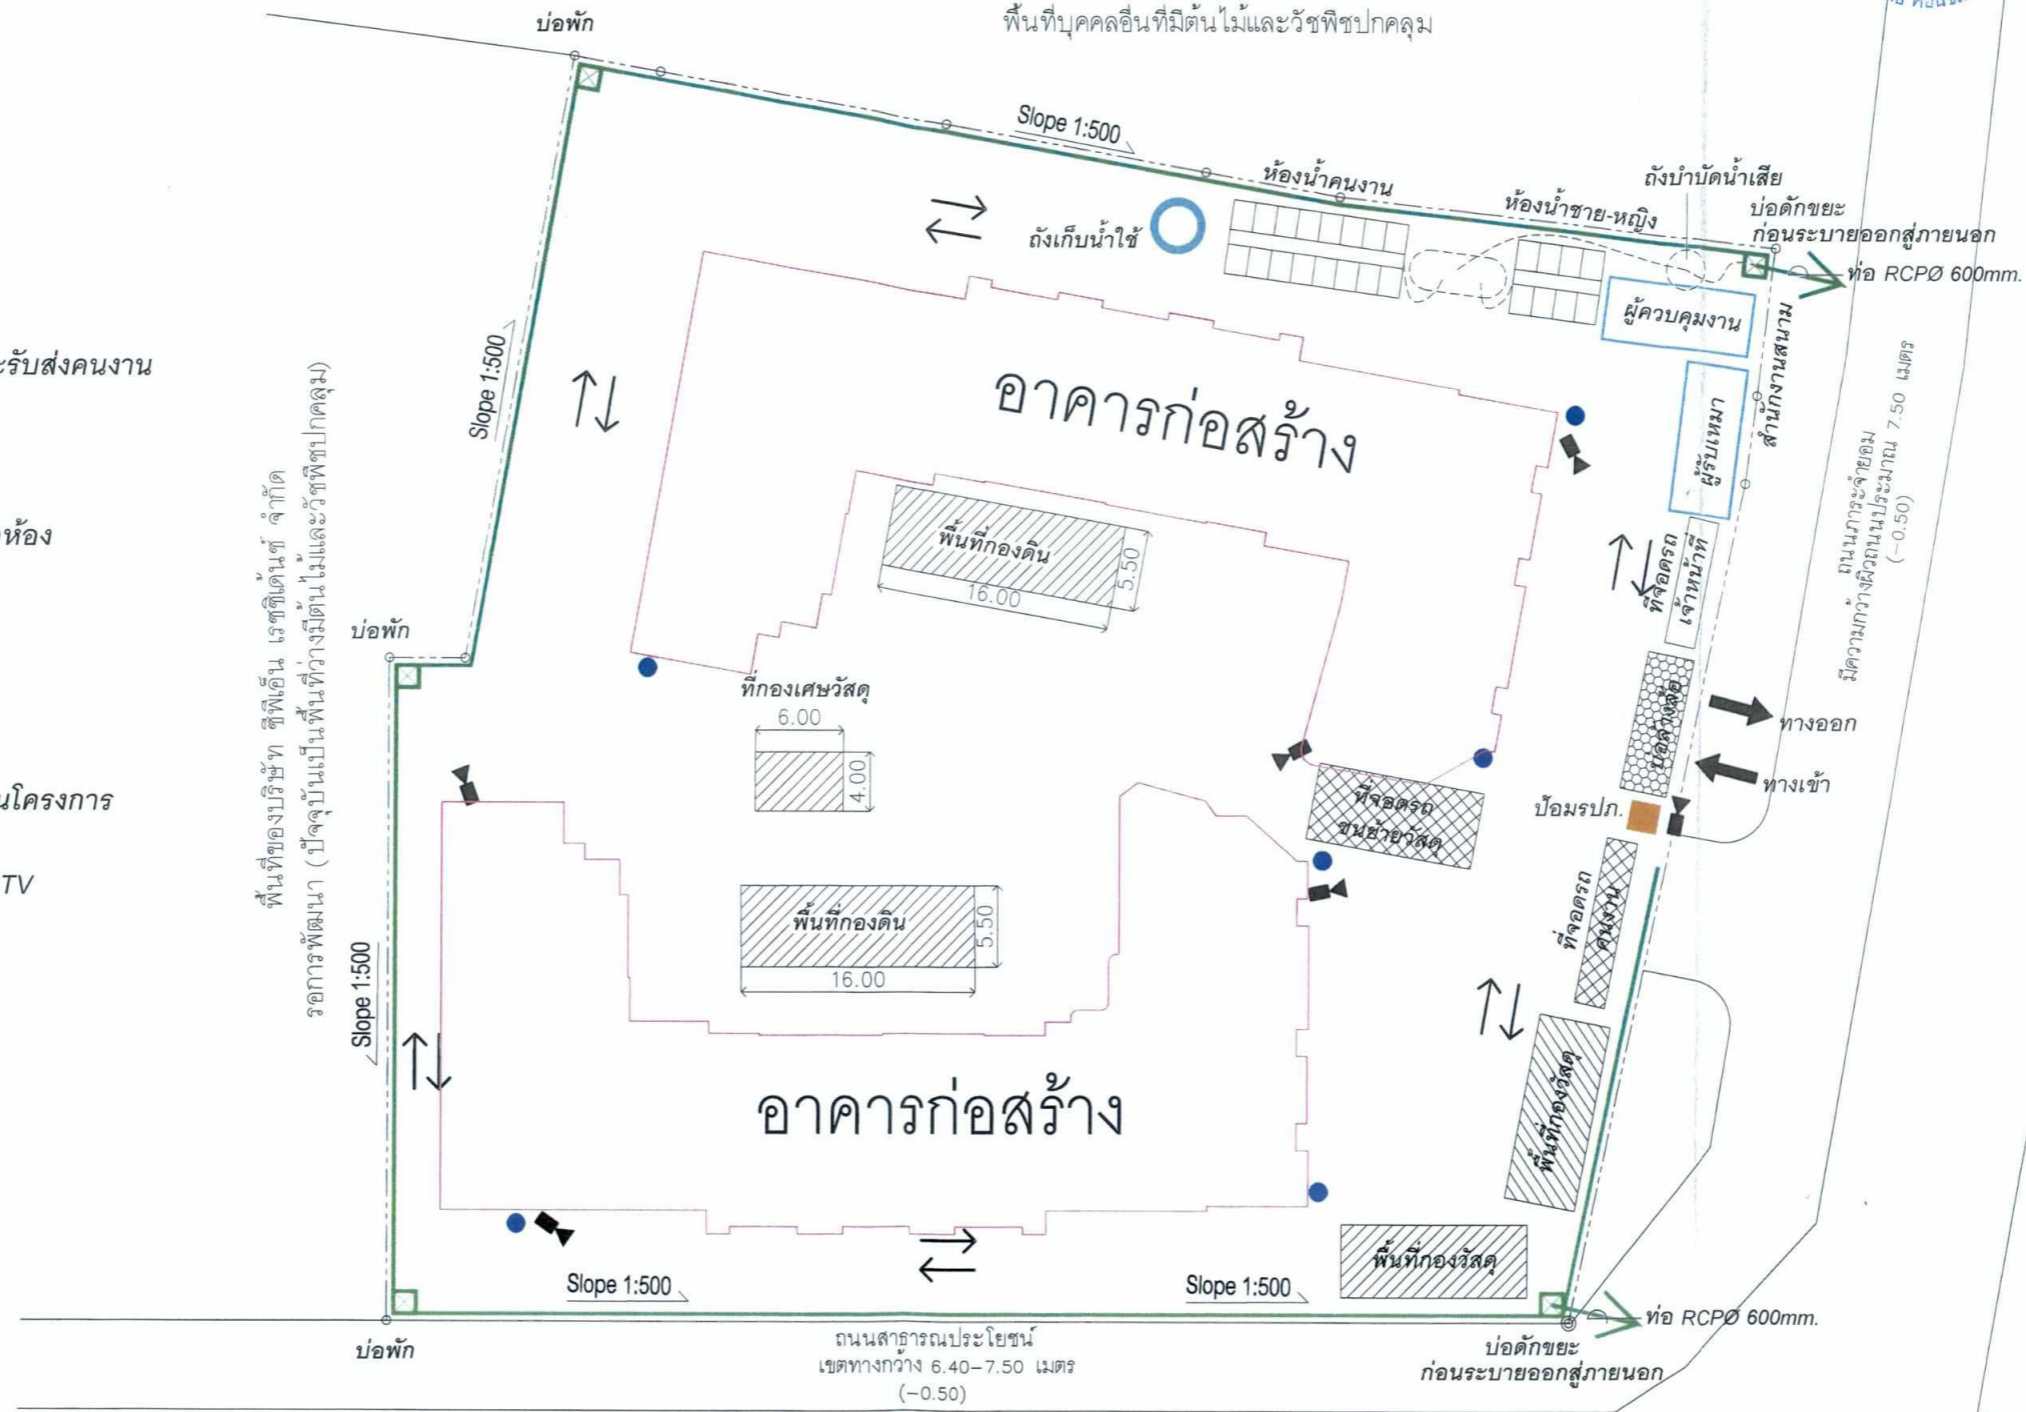 บ่อพัก
พื้นที่บุคคลอื่นที่มีต้นไม้และวัชพืชปกคลุม
Slope 1:500
ห้องน้ำคนงาน
ถังบำบัดน้ำเสีย
ห้องน้ำชาย-หญิง
บ่อดักขยะ
ก่อนระบายออกสู่ภายนอก
ถังเก็บน้ำใช้
ท่อ RCPØ 600mm.
ผู้ควบคุมงาน
สำนักงานสนาม
Slope 1:500
ะรับส่งคนงาน
อาคารก่อสร้าง
ผู้รับเหมา
ถนนภาระจำยอม
มีความกว้างผิวถนนประมาณ 7.50 เมตร
(-0.50)
พื้นที่ของบริษัท ซีพีเอ็น เรซซิเด้นซ์ จำกัด
รอการพัฒนา (ปัจจุบันเป็นพื้นที่ว่างมีต้นไม้และวัชพืชปกคลุม)
ห้อง
พื้นที่กองดิน
5.50
16.00
ที่จอดรถ
เจ้าหน้าที่
บ่อพัก
ที่กองเศษวัสดุ
6.00
4.00
บ่อล้างล้อ
ทางออก
ทางเข้า
นโครงการ
ที่จอดรถ
ขนย้ายวัสดุ
ป้อมรปภ.
TV
พื้นที่กองดิน
5.50
16.00
ที่จอดรถ
คนงาน
Slope 1:500
อาคารก่อสร้าง
พื้นที่กองวัสดุ
พื้นที่กองวัสดุ
Slope 1:500
Slope 1:500
ท่อ RCPØ 600mm.
บ่อพัก
ถนนสาธารณประโยชน์
เขตทางกว้าง 6.40-7.50 เมตร
(-0.50)
บ่อดักขยะ
ก่อนระบายออกสู่ภายนอก